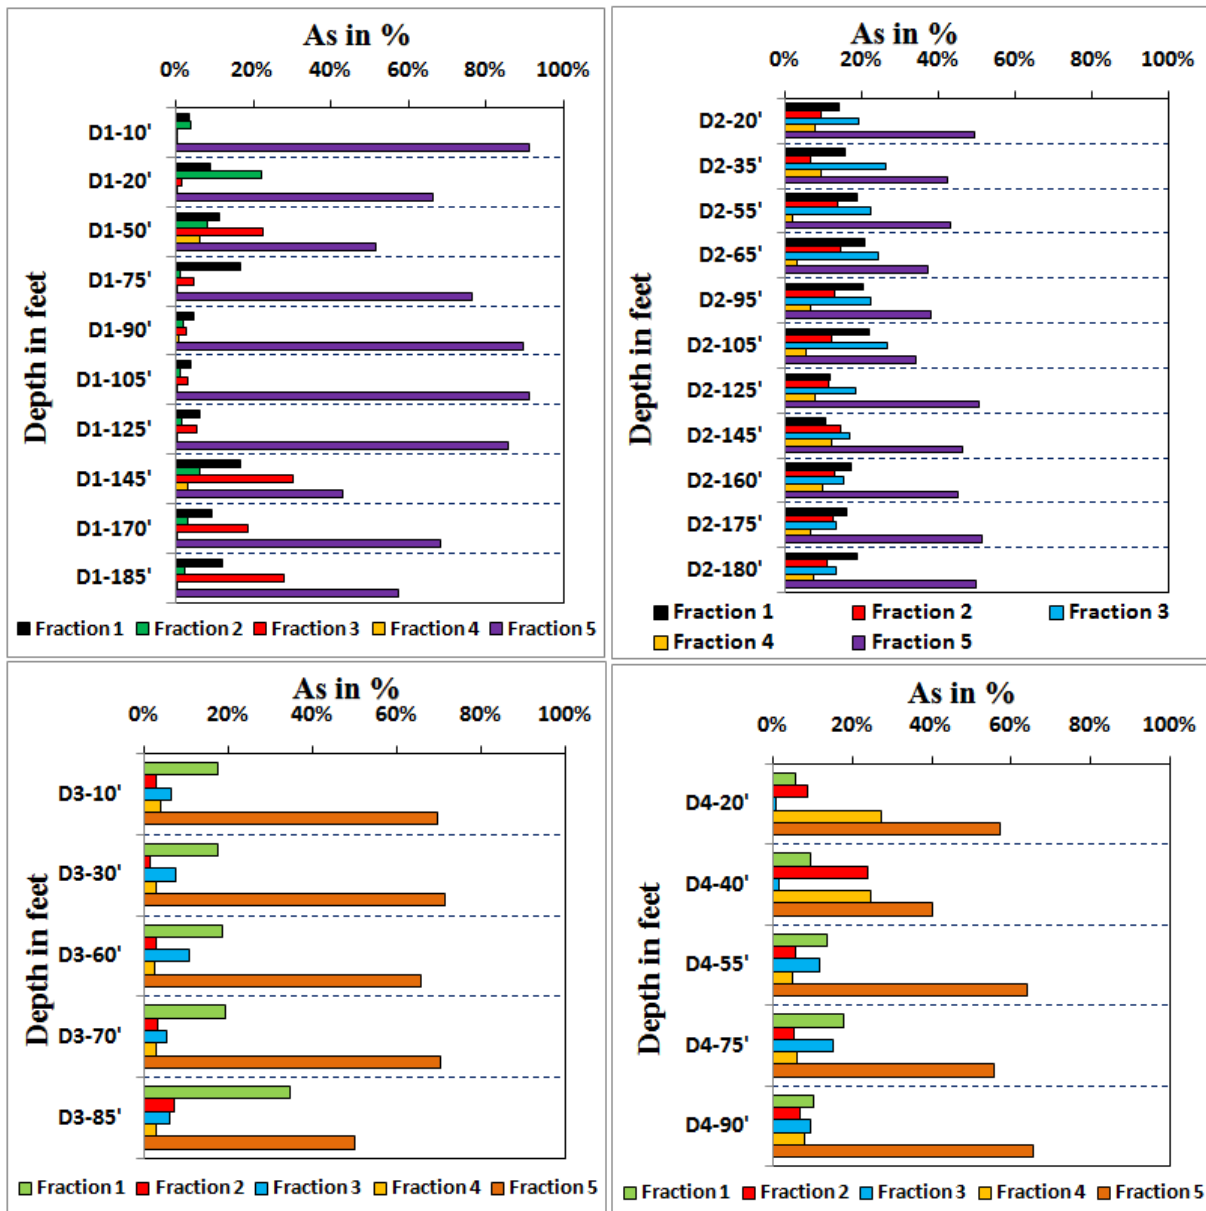 As in %
0% 20% 40% 60% 80% 100%
Depth in feet
D1-10'
D1-20'
D1-50'
D1-75'
D1-90'
D1-105'
D1-125'
D1-145'
D1-170'
D1-185'
Fraction 1 Fraction 2 Fraction 3 Fraction 4 Fraction 5
As in %
0% 20% 40% 60% 80% 100%
Depth in feet
D2-20'
D2-35'
D2-55'
D2-65'
D2-95'
D2-105'
D2-125'
D2-145'
D2-160'
D2-175'
D2-180'
Fraction 1 Fraction 2 Fraction 3
Fraction 4 Fraction 5
As in %
0% 20% 40% 60% 80% 100%
Depth in feet
D3-10'
D3-30'
D3-60'
D3-70'
D3-85'
Fraction 1 Fraction 2 Fraction 3 Fraction 4 Fraction 5
As in %
0% 20% 40% 60% 80% 100%
Depth in feet
D4-20'
D4-40'
D4-55'
D4-75'
D4-90'
Fraction 1 Fraction 2 Fraction 3 Fraction 4 Fraction 5